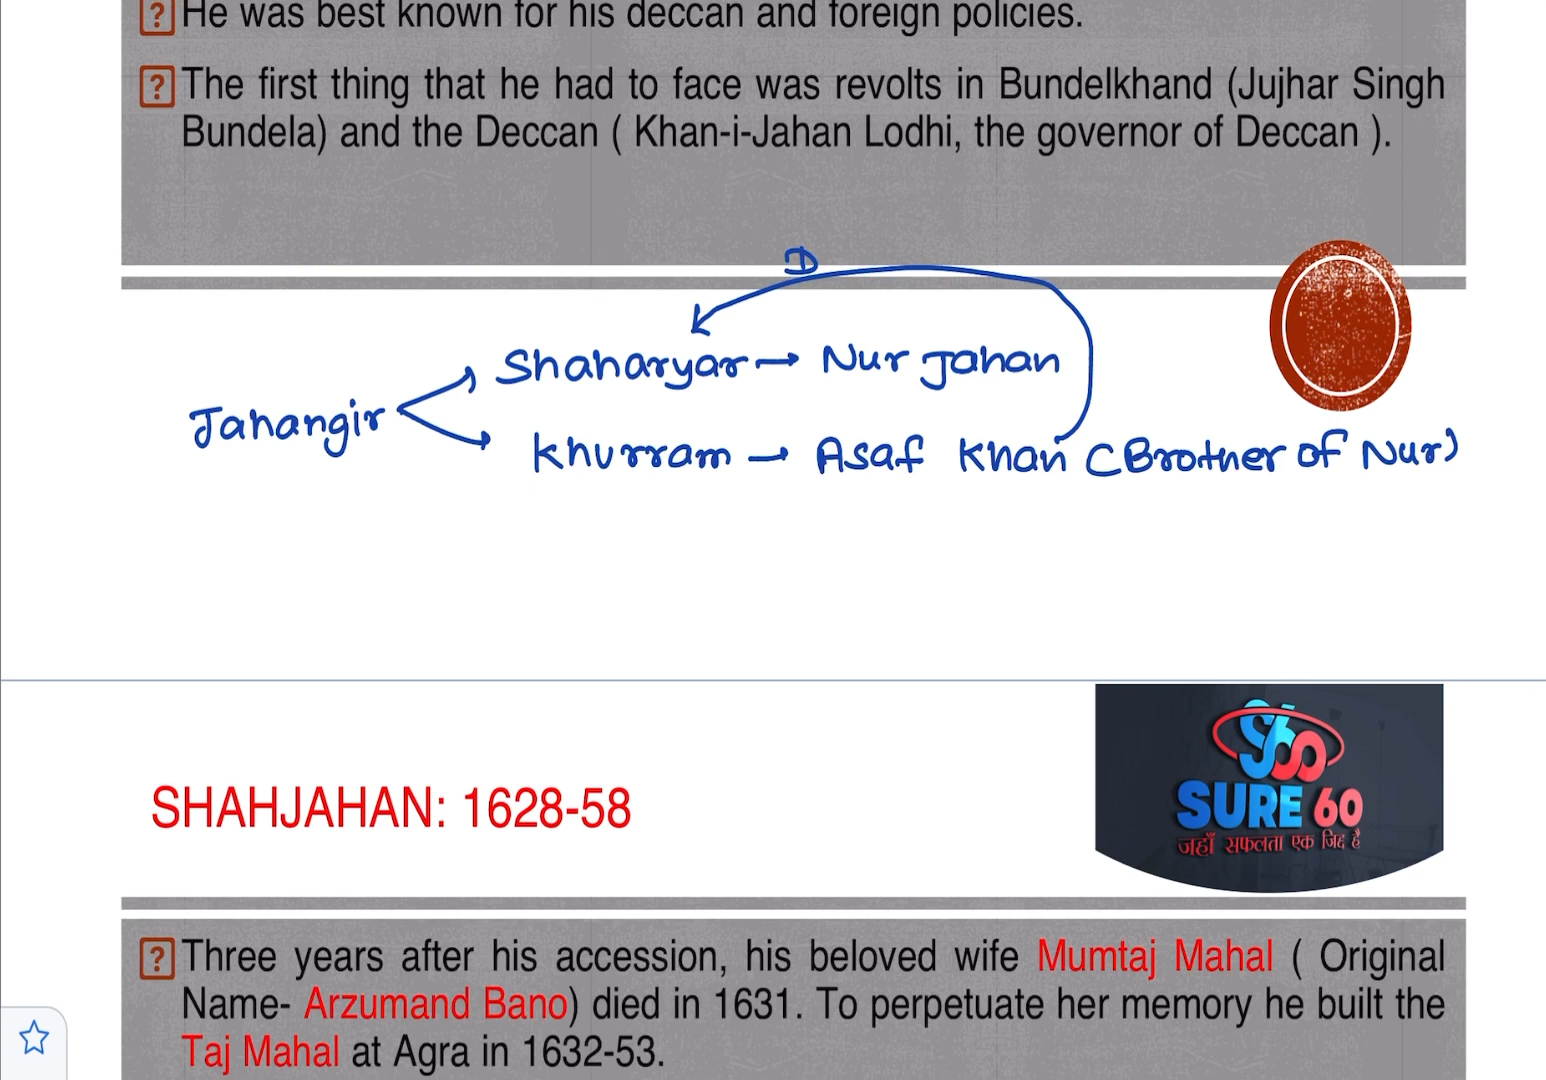 He was best known for his deccan and foreign policies.
The first thing that he had to face was revolts in Bundelkhand (Jujhar Singh
Bundela) and the Deccan ( Khan-i-Jahan Lodhi, the governor of Deccan ).
D
Shaharyar → Nur Jahan
Jahangir
Khurram → Asaf Khan (Brother of Nur)
SHAHJAHAN: 1628-58
S60
SURE 60
जहाँ सफलता एक जिद्द है
Three years after his accession, his beloved wife Mumtaj Mahal ( Original
Name- Arzumand Bano) died in 1631. To perpetuate her memory he built the
Taj Mahal at Agra in 1632-53.